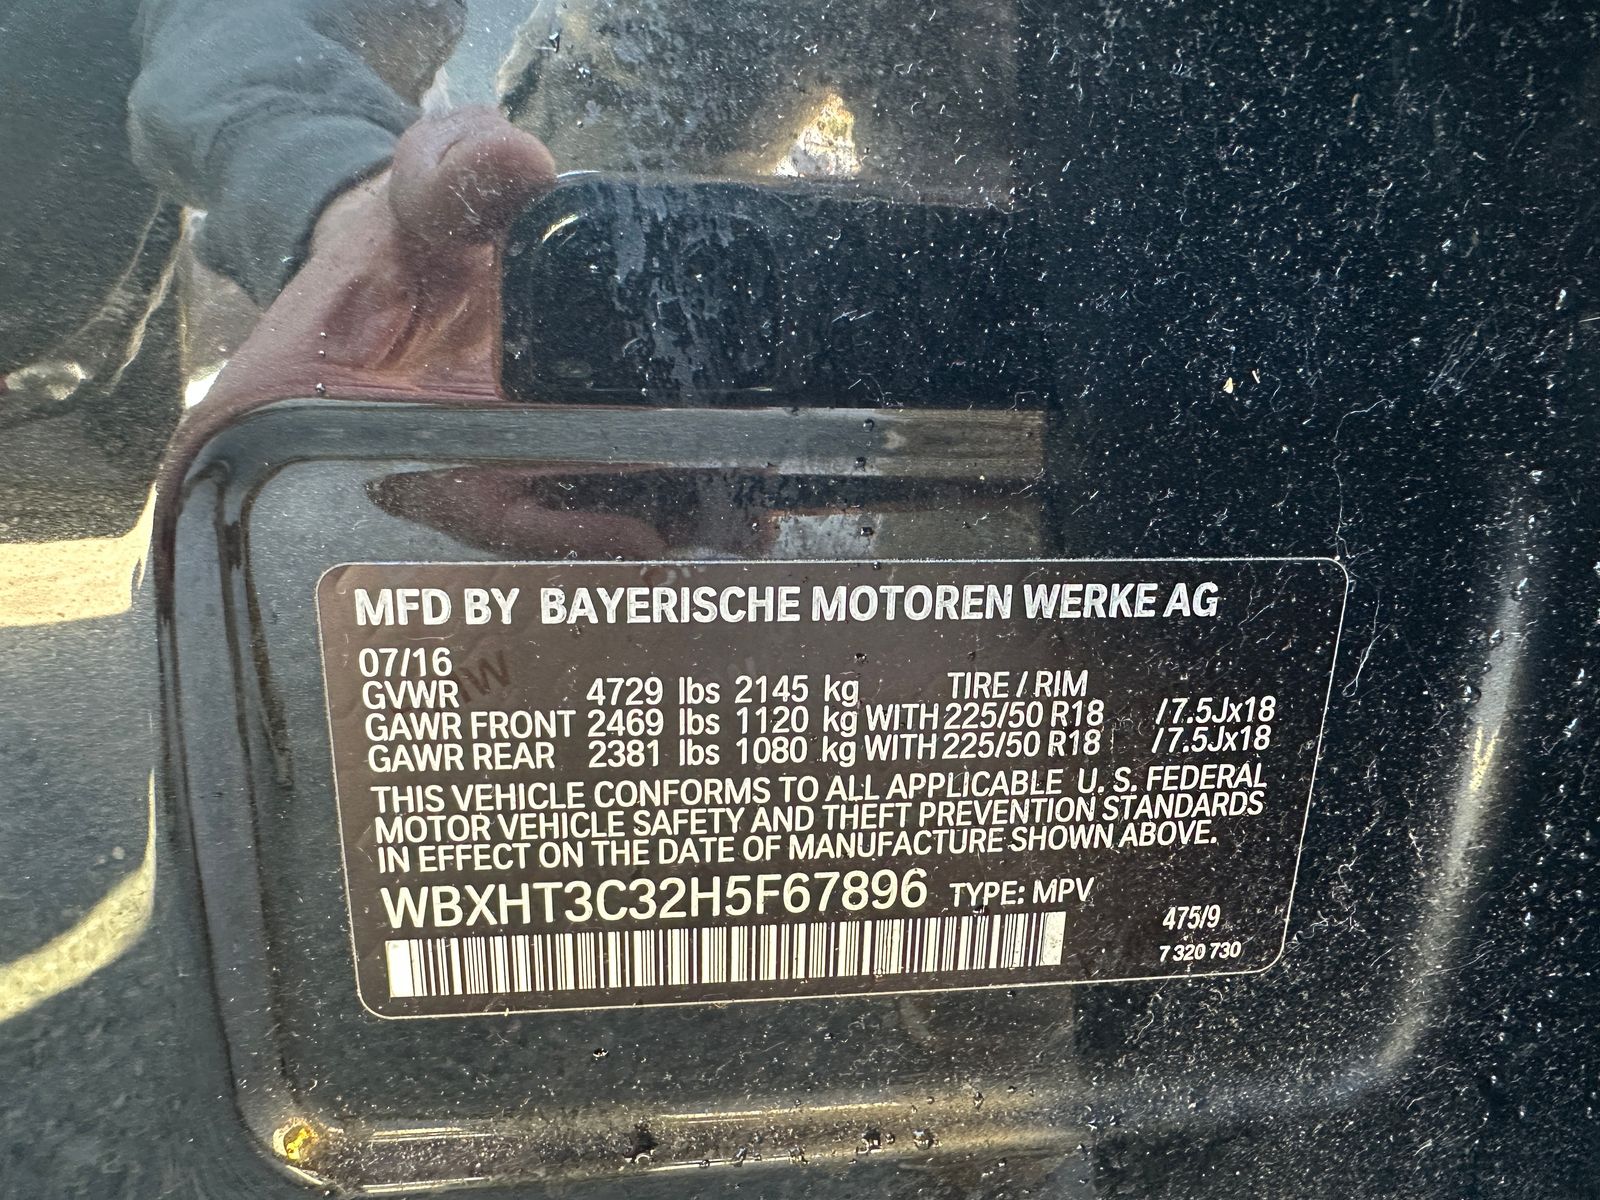 MFD BY BAYERISCHE MOTOREN WERKE AG
07/16
GVWR 4729 lbs 2145 kg TIRE / RIM
GAWR FRONT 2469 lbs 1120 kg WITH 225/50 R18 /7.5Jx18
GAWR REAR 2381 lbs 1080 kg WITH 225/50 R18 /7.5Jx18
THIS VEHICLE CONFORMS TO ALL APPLICABLE U. S. FEDERAL
MOTOR VEHICLE SAFETY AND THEFT PREVENTION STANDARDS
IN EFFECT ON THE DATE OF MANUFACTURE SHOWN ABOVE.
WBXHT3C32H5F67896 TYPE: MPV
475/9
7 320 730